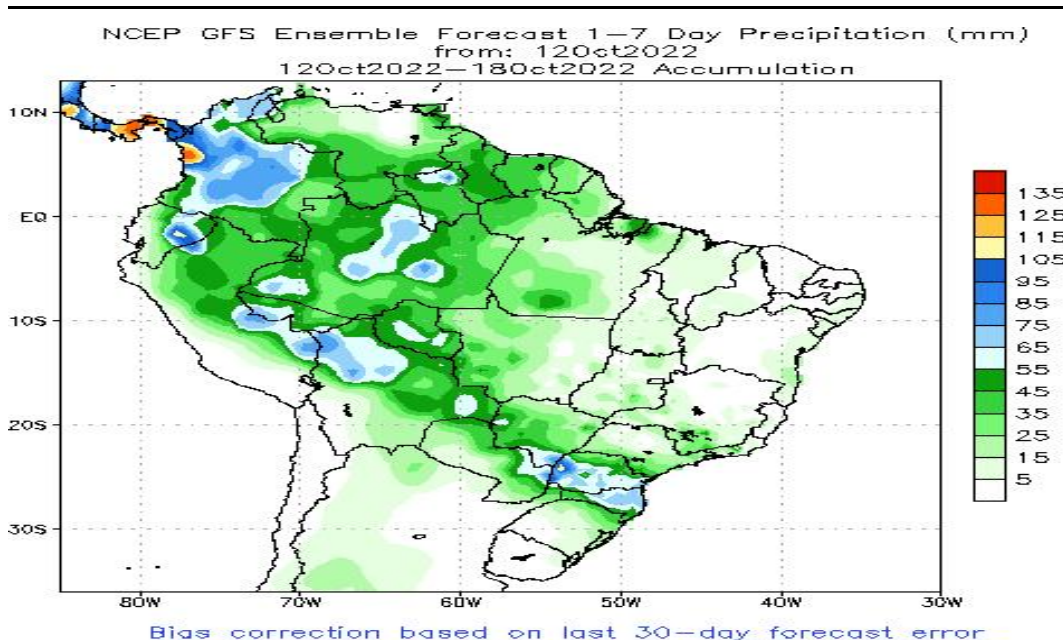 NCEP GFS Ensemble Forecast 1-7 Day Precipitation (mm)
from: 12Oct2022
12Oct2022-18Oct2022 Accumulation
10N
EQ
10S
20S
30S
80W 70W 60W 50W 40W 30W
135
125
115
105
95
85
75
65
55
45
35
25
15
5
Bias correction based on last 30-day forecast error